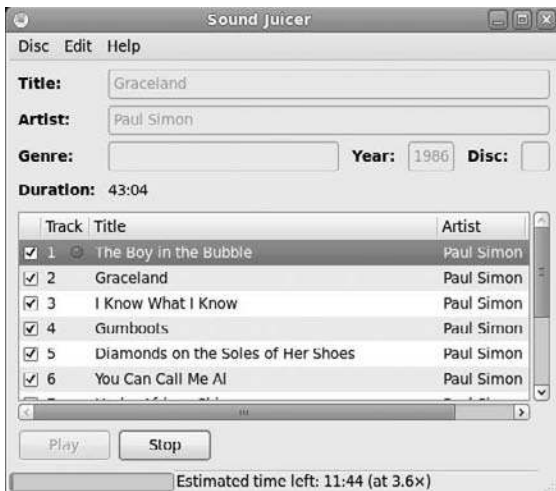 Sound Juicer
Disc Edit Help
Title: Graceland
Artist: Paul Simon
Genre: Year: 1986 Disc:
Duration: 43:04
Track Title Artist
1 The Boy in the Bubble Paul Simon
2 Graceland Paul Simon
3 I Know What I Know Paul Simon
4 Gumboots Paul Simon
5 Diamonds on the Soles of Her Shoes Paul Simon
6 You Can Call Me Al Paul Simon
Play Stop
Estimated time left: 11:44 (at 3.6×)